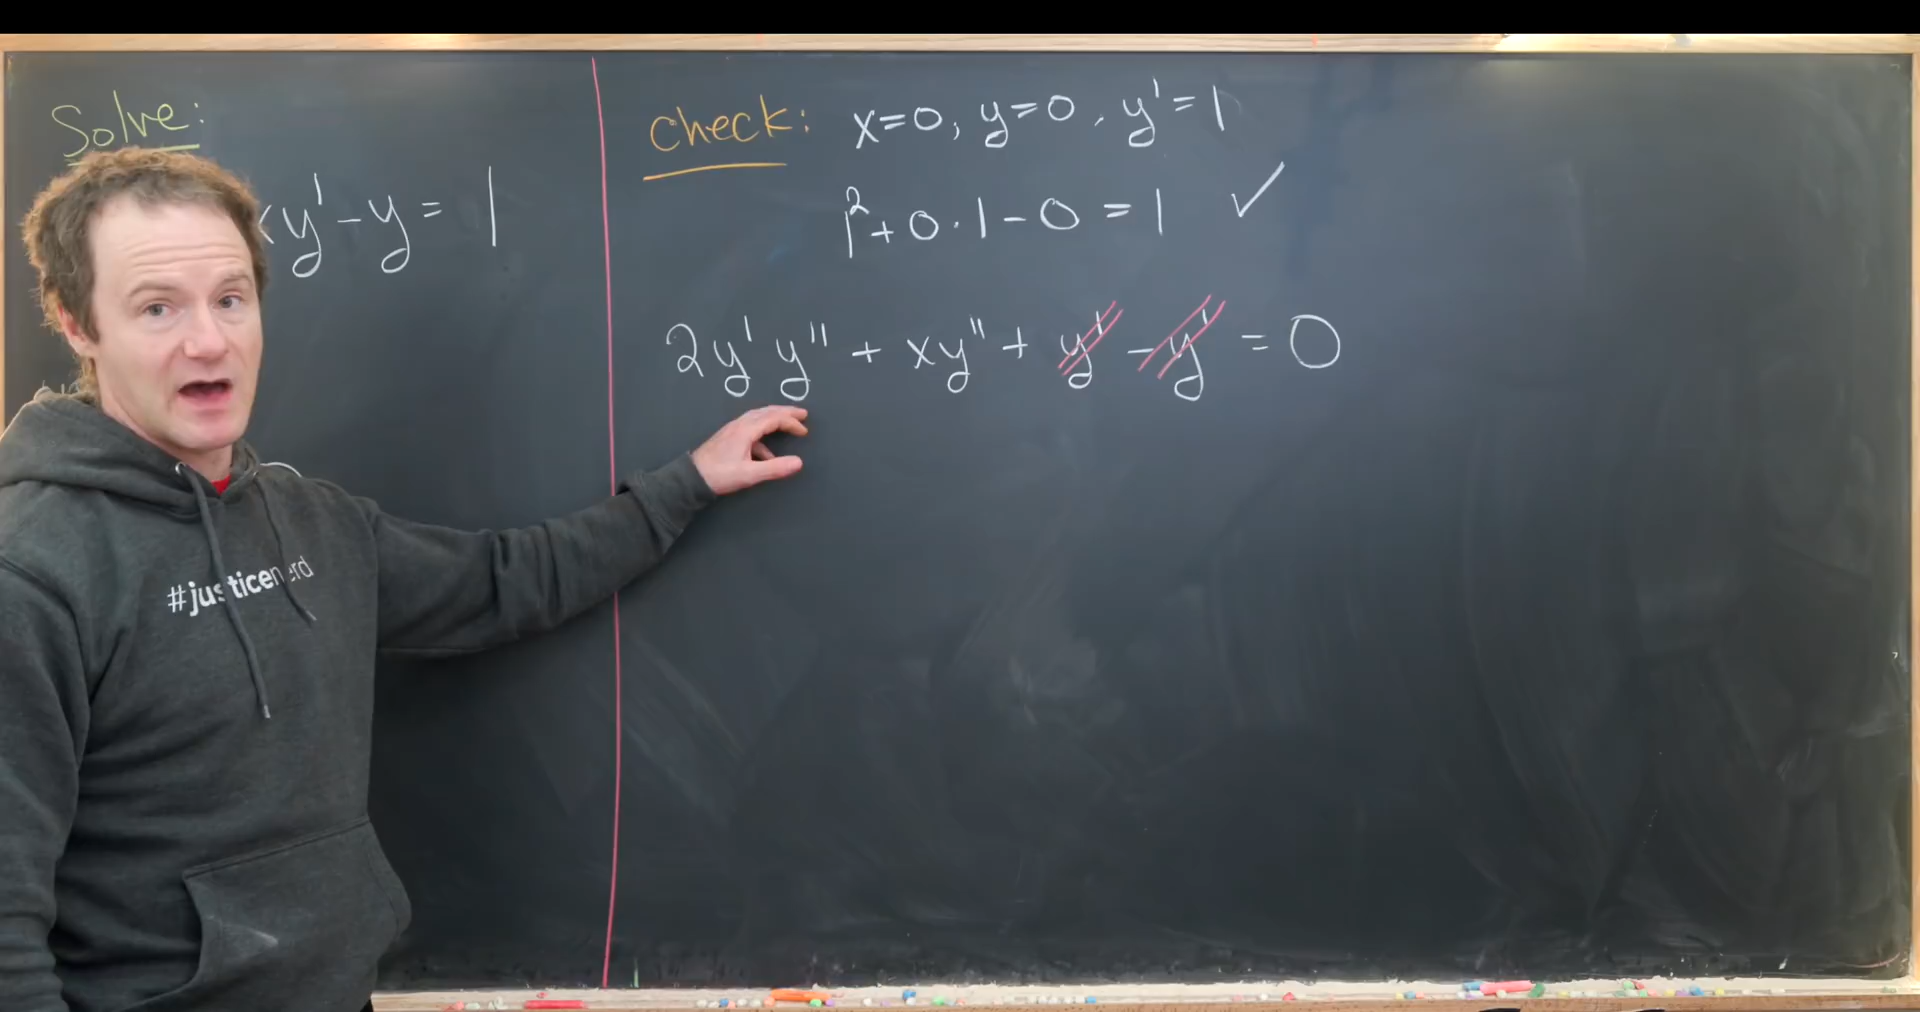 Solve:
xy' - y = 1
Check: x=0, y=0, y'=1
1² + 0·1 - 0 = 1 ✓
2y'y'' + xy'' + y' - y' = 0
#justicenerd